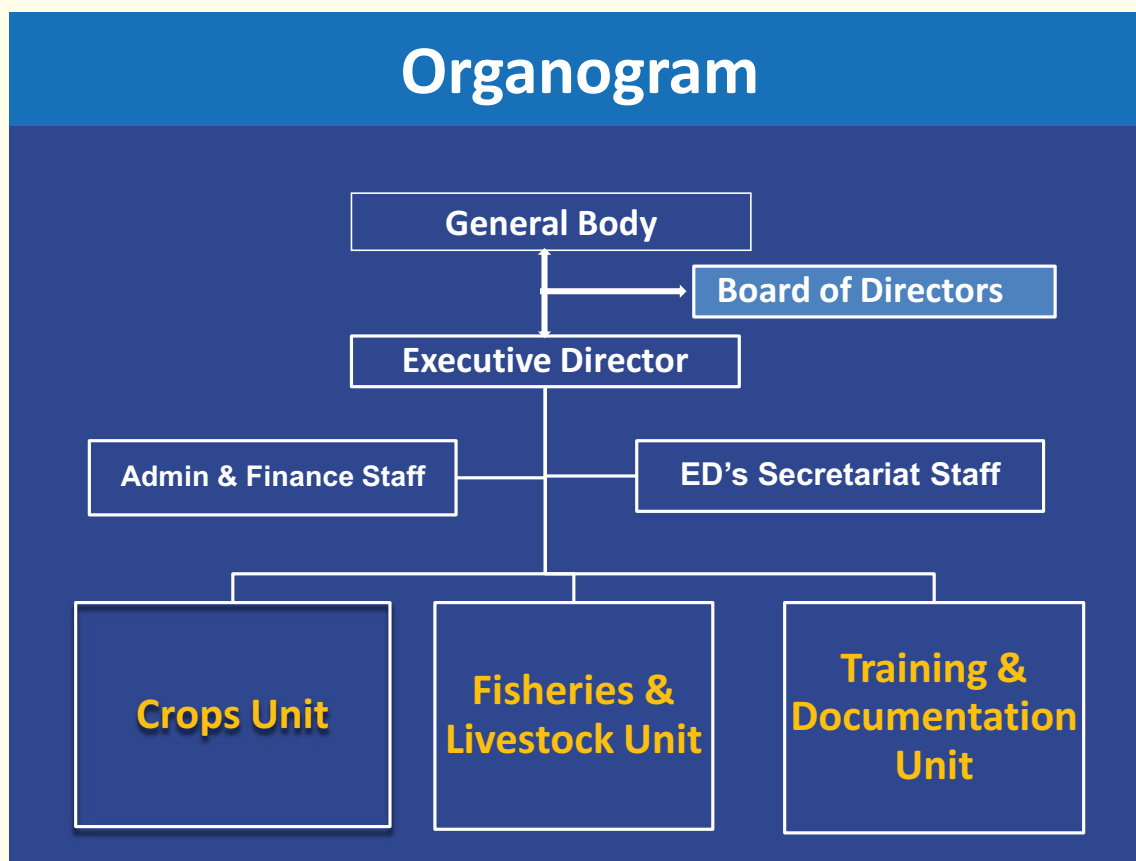 Organogram
General Body
Board of Directors
Executive Director
Admin & Finance Staff
ED’s Secretariat Staff
Crops Unit
Fisheries &
Livestock Unit
Training &
Documentation
Unit